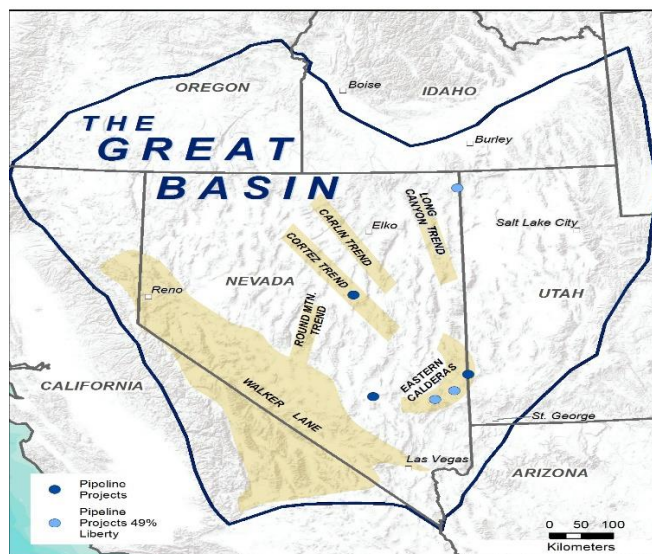 OREGON
Boise
IDAHO
THE
GREAT
BASIN
Burley
LONG
CANYON TREND
CARLIN TREND
Elko
Salt Lake City
CORTEZ TREND
NEVADA
Reno
UTAH
ROUND MTN.
TREND
CALIFORNIA
EASTERN
CALDERAS
WALKER LANE
St. George
Las Vegas
ARIZONA
Pipeline
Projects
Pipeline
Projects 49%
Liberty
0 50 100
Kilometers